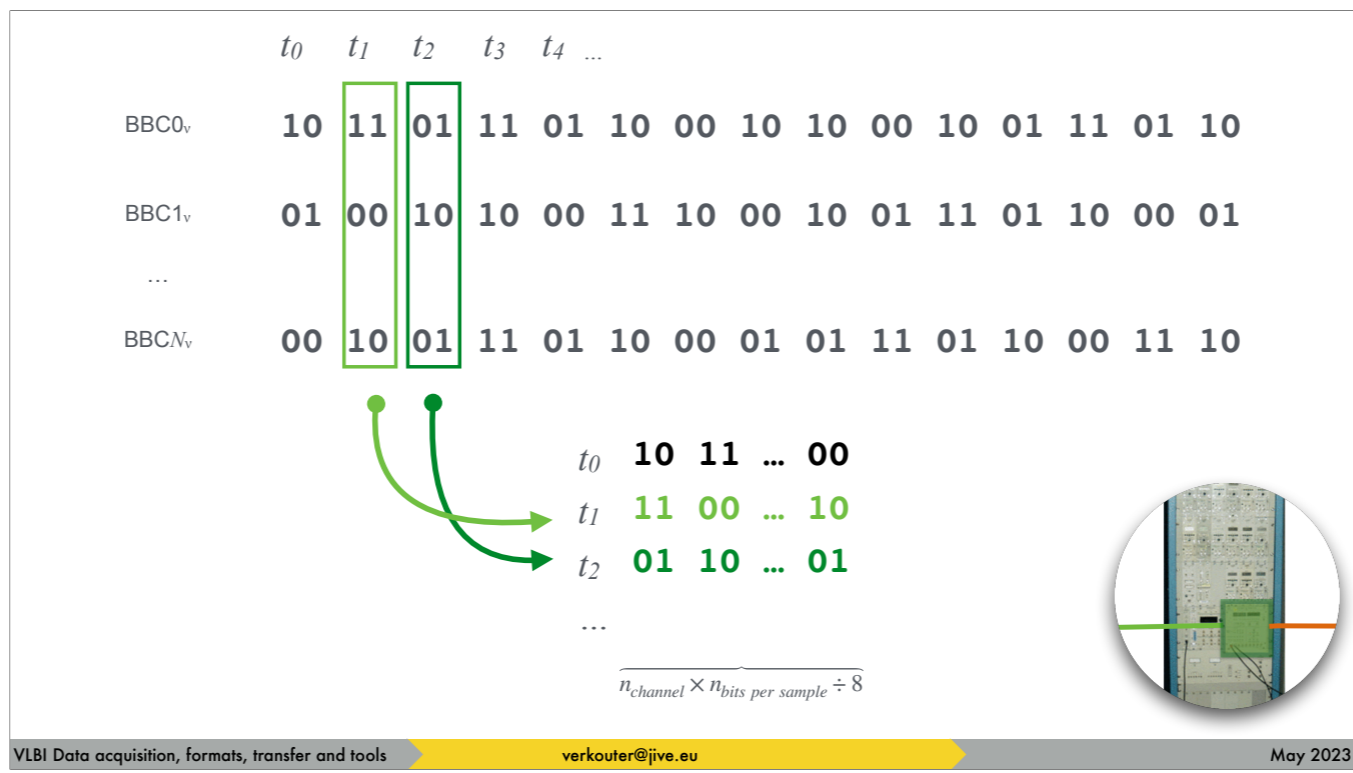 t0 t1 t2 t3 t4 ...
BBC0v 10 11 01 11 01 10 00 10 10 00 10 01 11 01 10
BBC1v 01 00 10 10 00 11 10 00 10 01 11 01 10 00 01
...
BBCNv 00 10 01 11 01 10 00 01 01 11 01 10 00 11 10
t0 10 11 … 00
t1 11 00 … 10
t2 01 10 … 01
...
nchannel × nbits per sample ÷ 8
VLBI Data acquisition, formats, transfer and tools verkouter@jive.eu May 2023